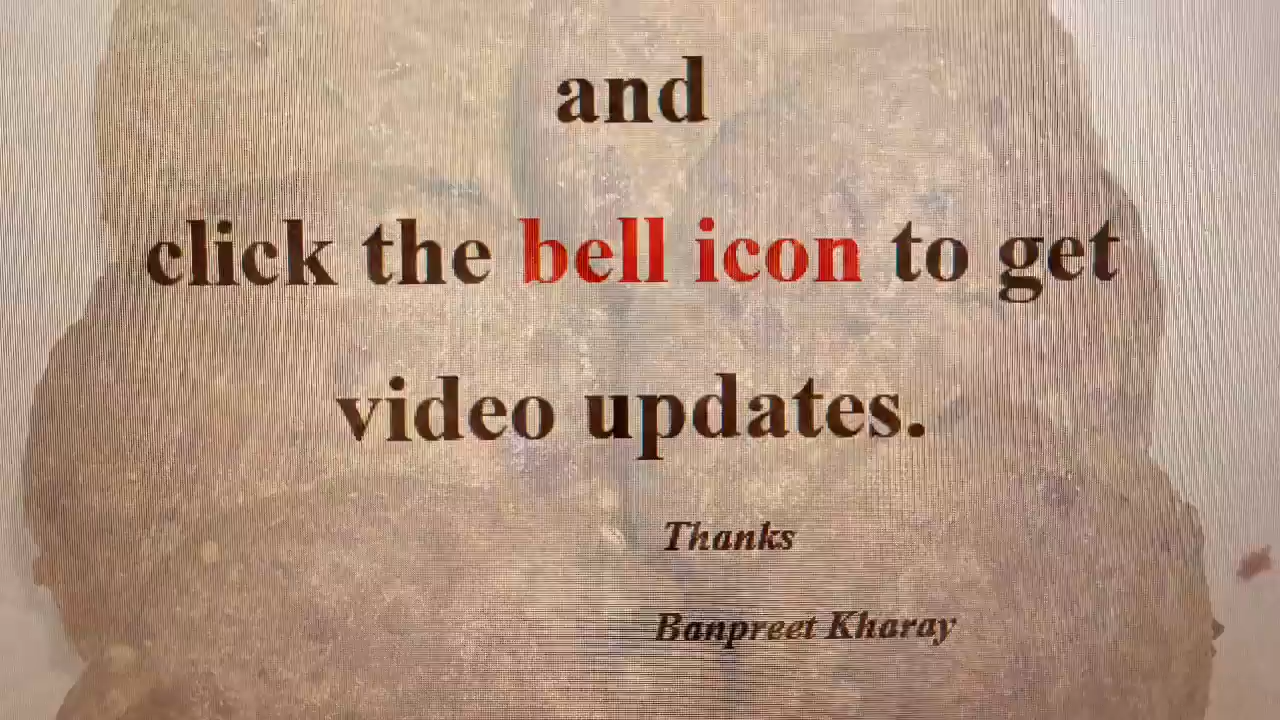 and
click the bell icon to get
video updates.
Thanks
Banpreet Kharay